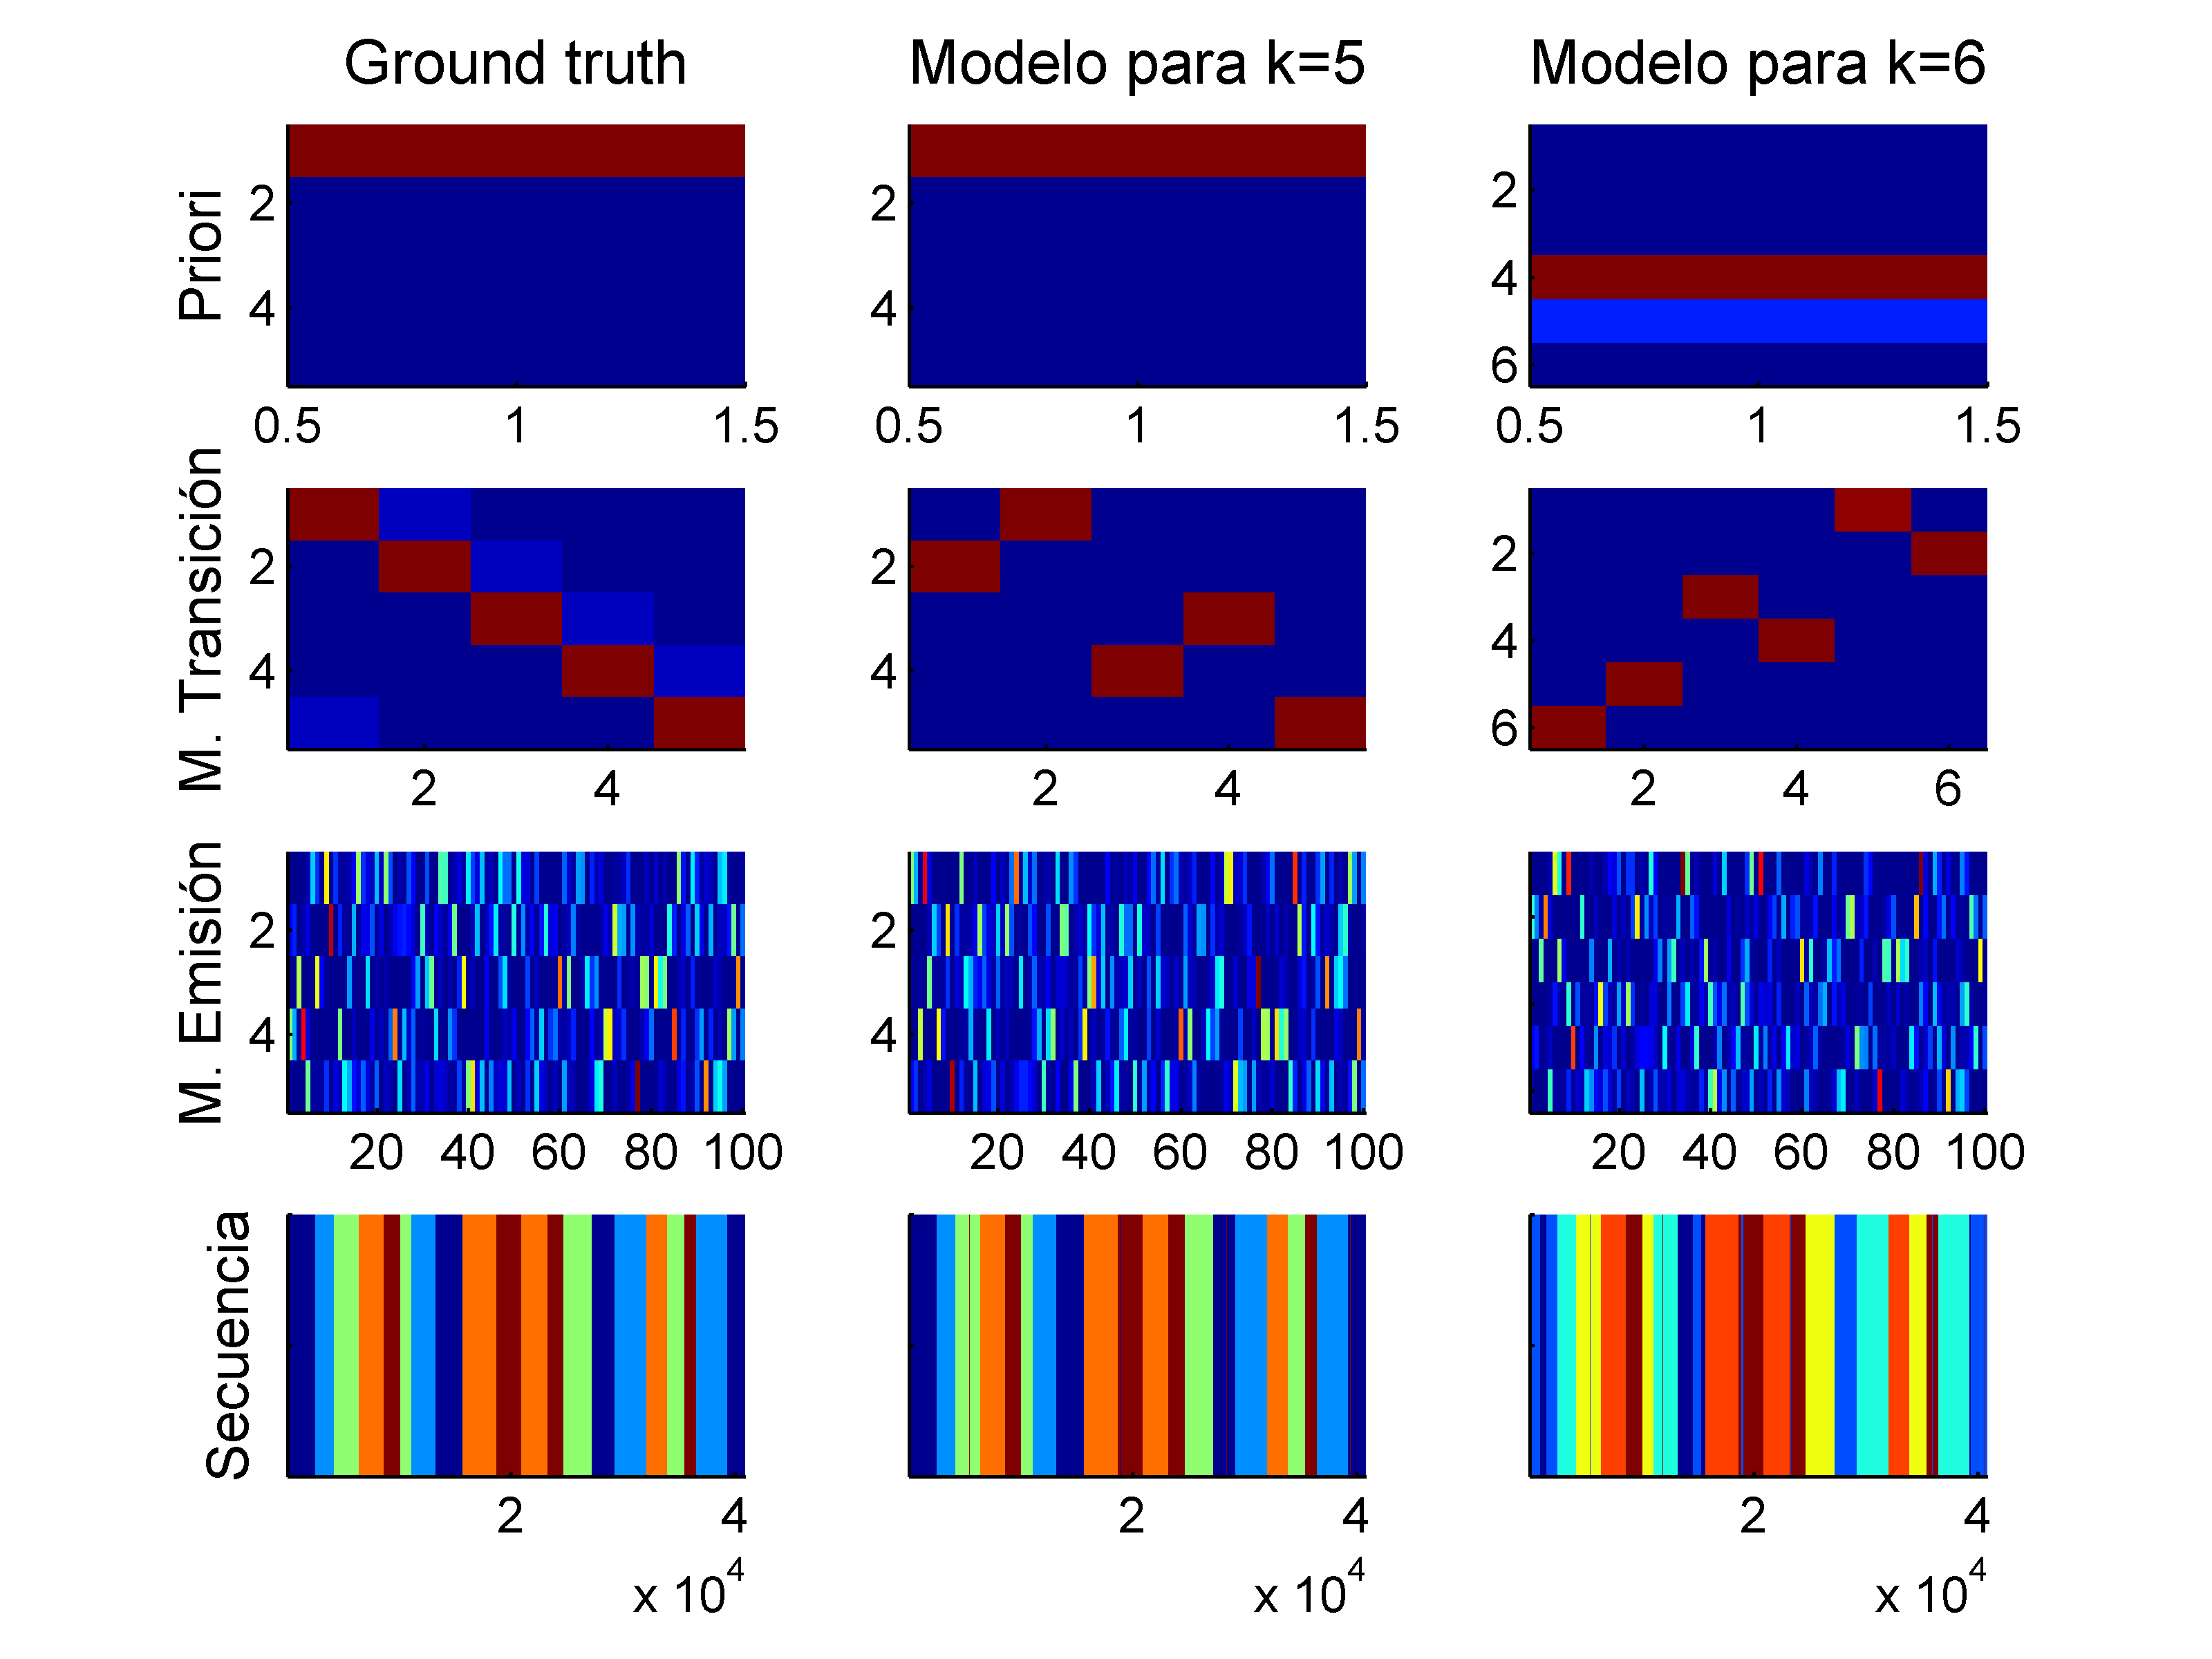 Ground truth Modelo para k=5 Modelo para k=6
Priori
2 2 2
4 4 4
6
0.5 1 1.5 0.5 1 1.5 0.5 1 1.5
M. Transición
2 2 2
4 4 4
6
2 4 2 4 2 4 6
M. Emisión
2 2
4 4
20 40 60 80 100 20 40 60 80 100 20 40 60 80 100
Secuencia
2 4 2 4 2 4
x 10^4 x 10^4 x 10^4